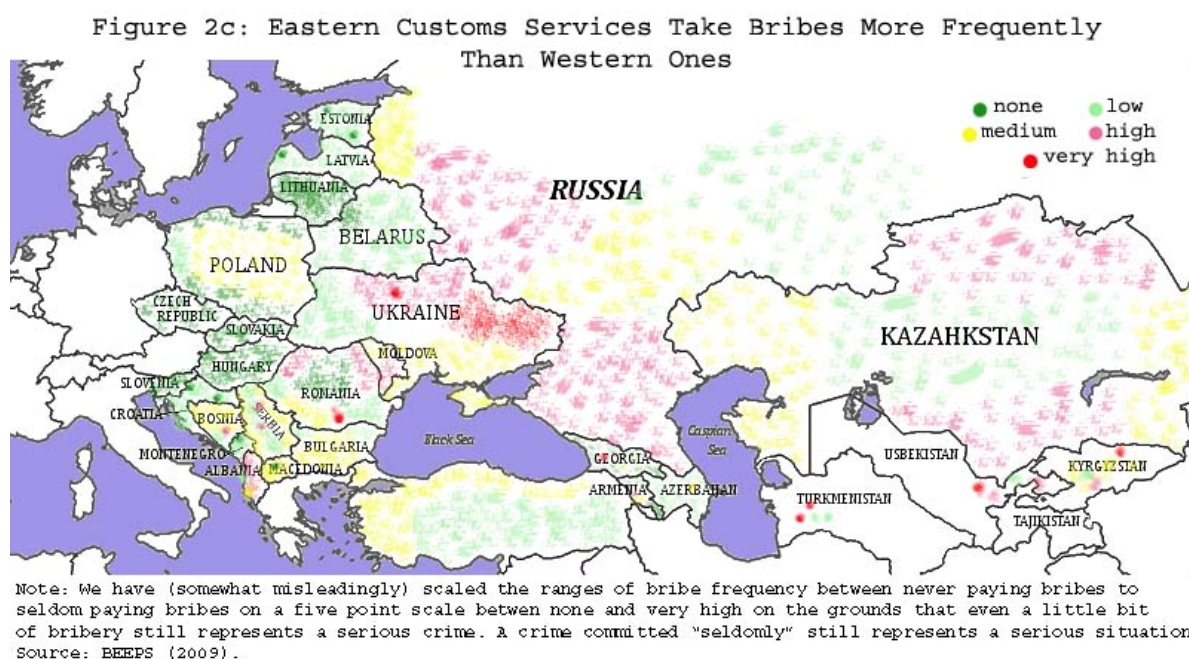 Figure 2c: Eastern Customs Services Take Bribes More Frequently
Than Western Ones
none
low
medium
high
very high
ESTONIA
RUSSIA
LATVIA
LITHUANIA
BELARUS
POLAND
CZECH
REPUBLIC
UKRAINE
SLOVAKIA
KAZAHKSTAN
MOLDOVA
HUNGARY
SLOVENIA
ROMANIA
CROATIA
BOSNIA
SERBIA
Black Sea
Caspian
Sea
BULGARIA
MONTENEGRO
USBEKISTAN
GEORGIA
KYRGYZSTAN
ALBANIA
MACEDONIA
ARMENIA
AZERBAIJAN
TURKMENISTAN
TAJIKISTAN
Note: We have (somewhat misleadingly) scaled the ranges of bribe frequency between never paying bribes to
seldom paying bribes on a five point scale betwen none and very high on the grounds that even a little bit
of bribery still represents a serious crime. A crime committed "seldomly" still represents a serious situation
Source: BEEPS (2009).